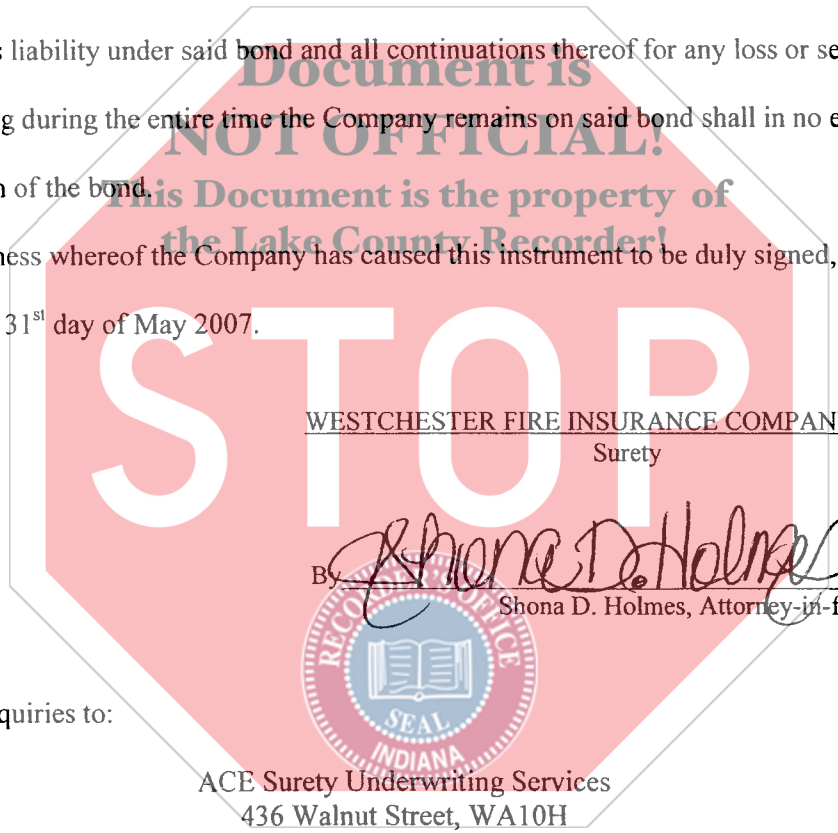 s liability under said bond and all continuations thereof for any loss or se
Document is
g during the entire time the Company remains on said bond shall in no e
NOT OFFICIAL!
n of the bond.
This Document is the property of
the Lake County Recorder!
ness whereof the Company has caused this instrument to be duly signed,
31st day of May 2007.
STOP
WESTCHESTER FIRE INSURANCE COMPAN
Surety
By Shona D. Holmes
Shona D. Holmes, Attorney-in-f
RECORDER'S OFFICE
SEAL
INDIANA
quiries to:
ACE Surety Underwriting Services
436 Walnut Street, WA10H